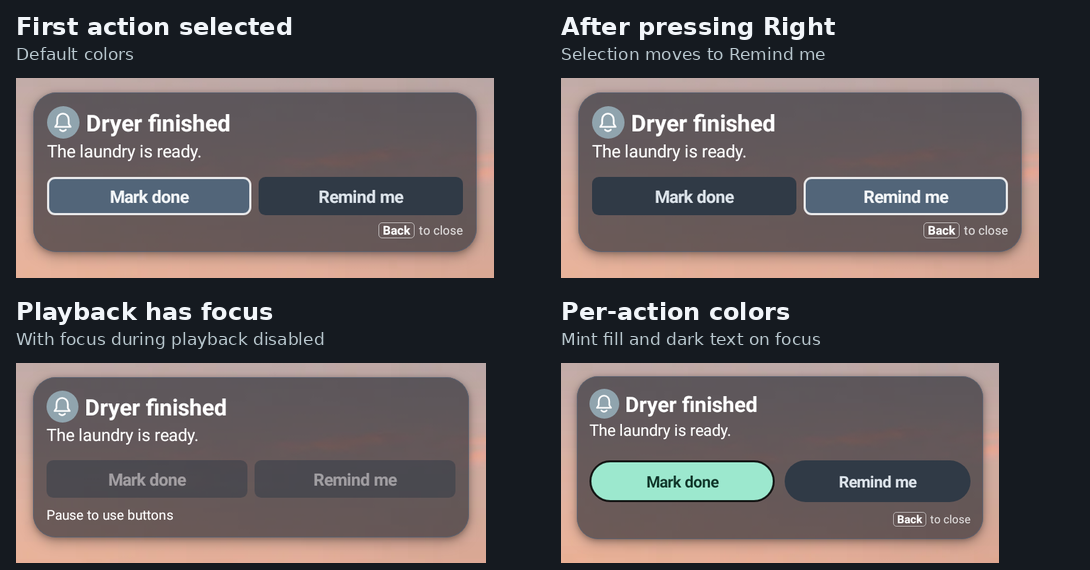 First action selected
Default colors
Dryer finished
The laundry is ready.
Mark done
Remind me
Back to close
After pressing Right
Selection moves to Remind me
Dryer finished
The laundry is ready.
Mark done
Remind me
Back to close
Playback has focus
With focus during playback disabled
Dryer finished
The laundry is ready.
Mark done
Remind me
Pause to use buttons
Per-action colors
Mint fill and dark text on focus
Dryer finished
The laundry is ready.
Mark done
Remind me
Back to close